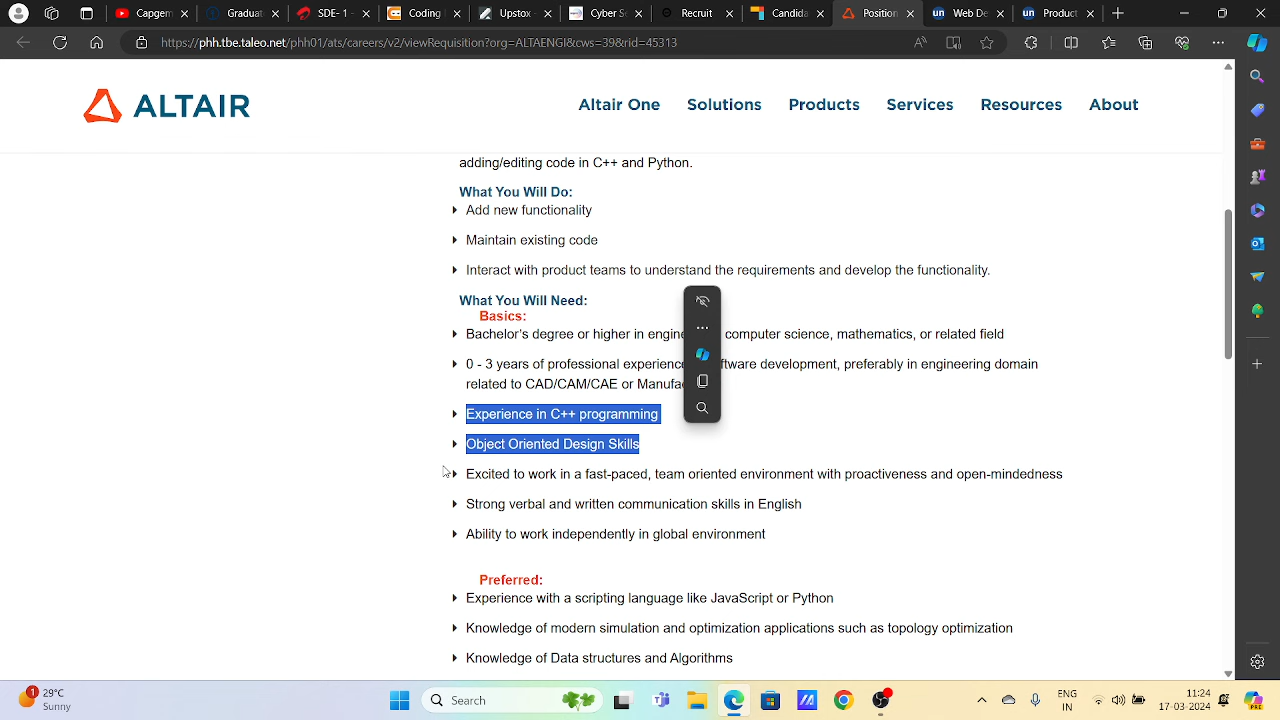 Capgem
Graduate
SDE- 1 -
Coding
Upstox
Cyber S
Recruit
Candida
Position
Web De
Product
https://phh.tbe.taleo.net/phh01/ats/careers/v2/viewRequisition?org=ALTAENGI&cws=39&rid=45313
ALTAIR
Altair One
Solutions
Products
Services
Resources
About
adding/editing code in C++ and Python.
What You Will Do:
Add new functionality
Maintain existing code
Interact with product teams to understand the requirements and develop the functionality.
What You Will Need:
Basics:
Bachelor's degree or higher in engine computer science, mathematics, or related field
0 - 3 years of professional experience ftware development, preferably in engineering domain
related to CAD/CAM/CAE or Manufa
Experience in C++ programming
Object Oriented Design Skills
Excited to work in a fast-paced, team oriented environment with proactiveness and open-mindedness
Strong verbal and written communication skills in English
Ability to work independently in global environment
Preferred:
Experience with a scripting language like JavaScript or Python
Knowledge of modern simulation and optimization applications such as topology optimization
Knowledge of Data structures and Algorithms
1
29°C
Sunny
Search
ENG
IN
11:24
17-03-2024